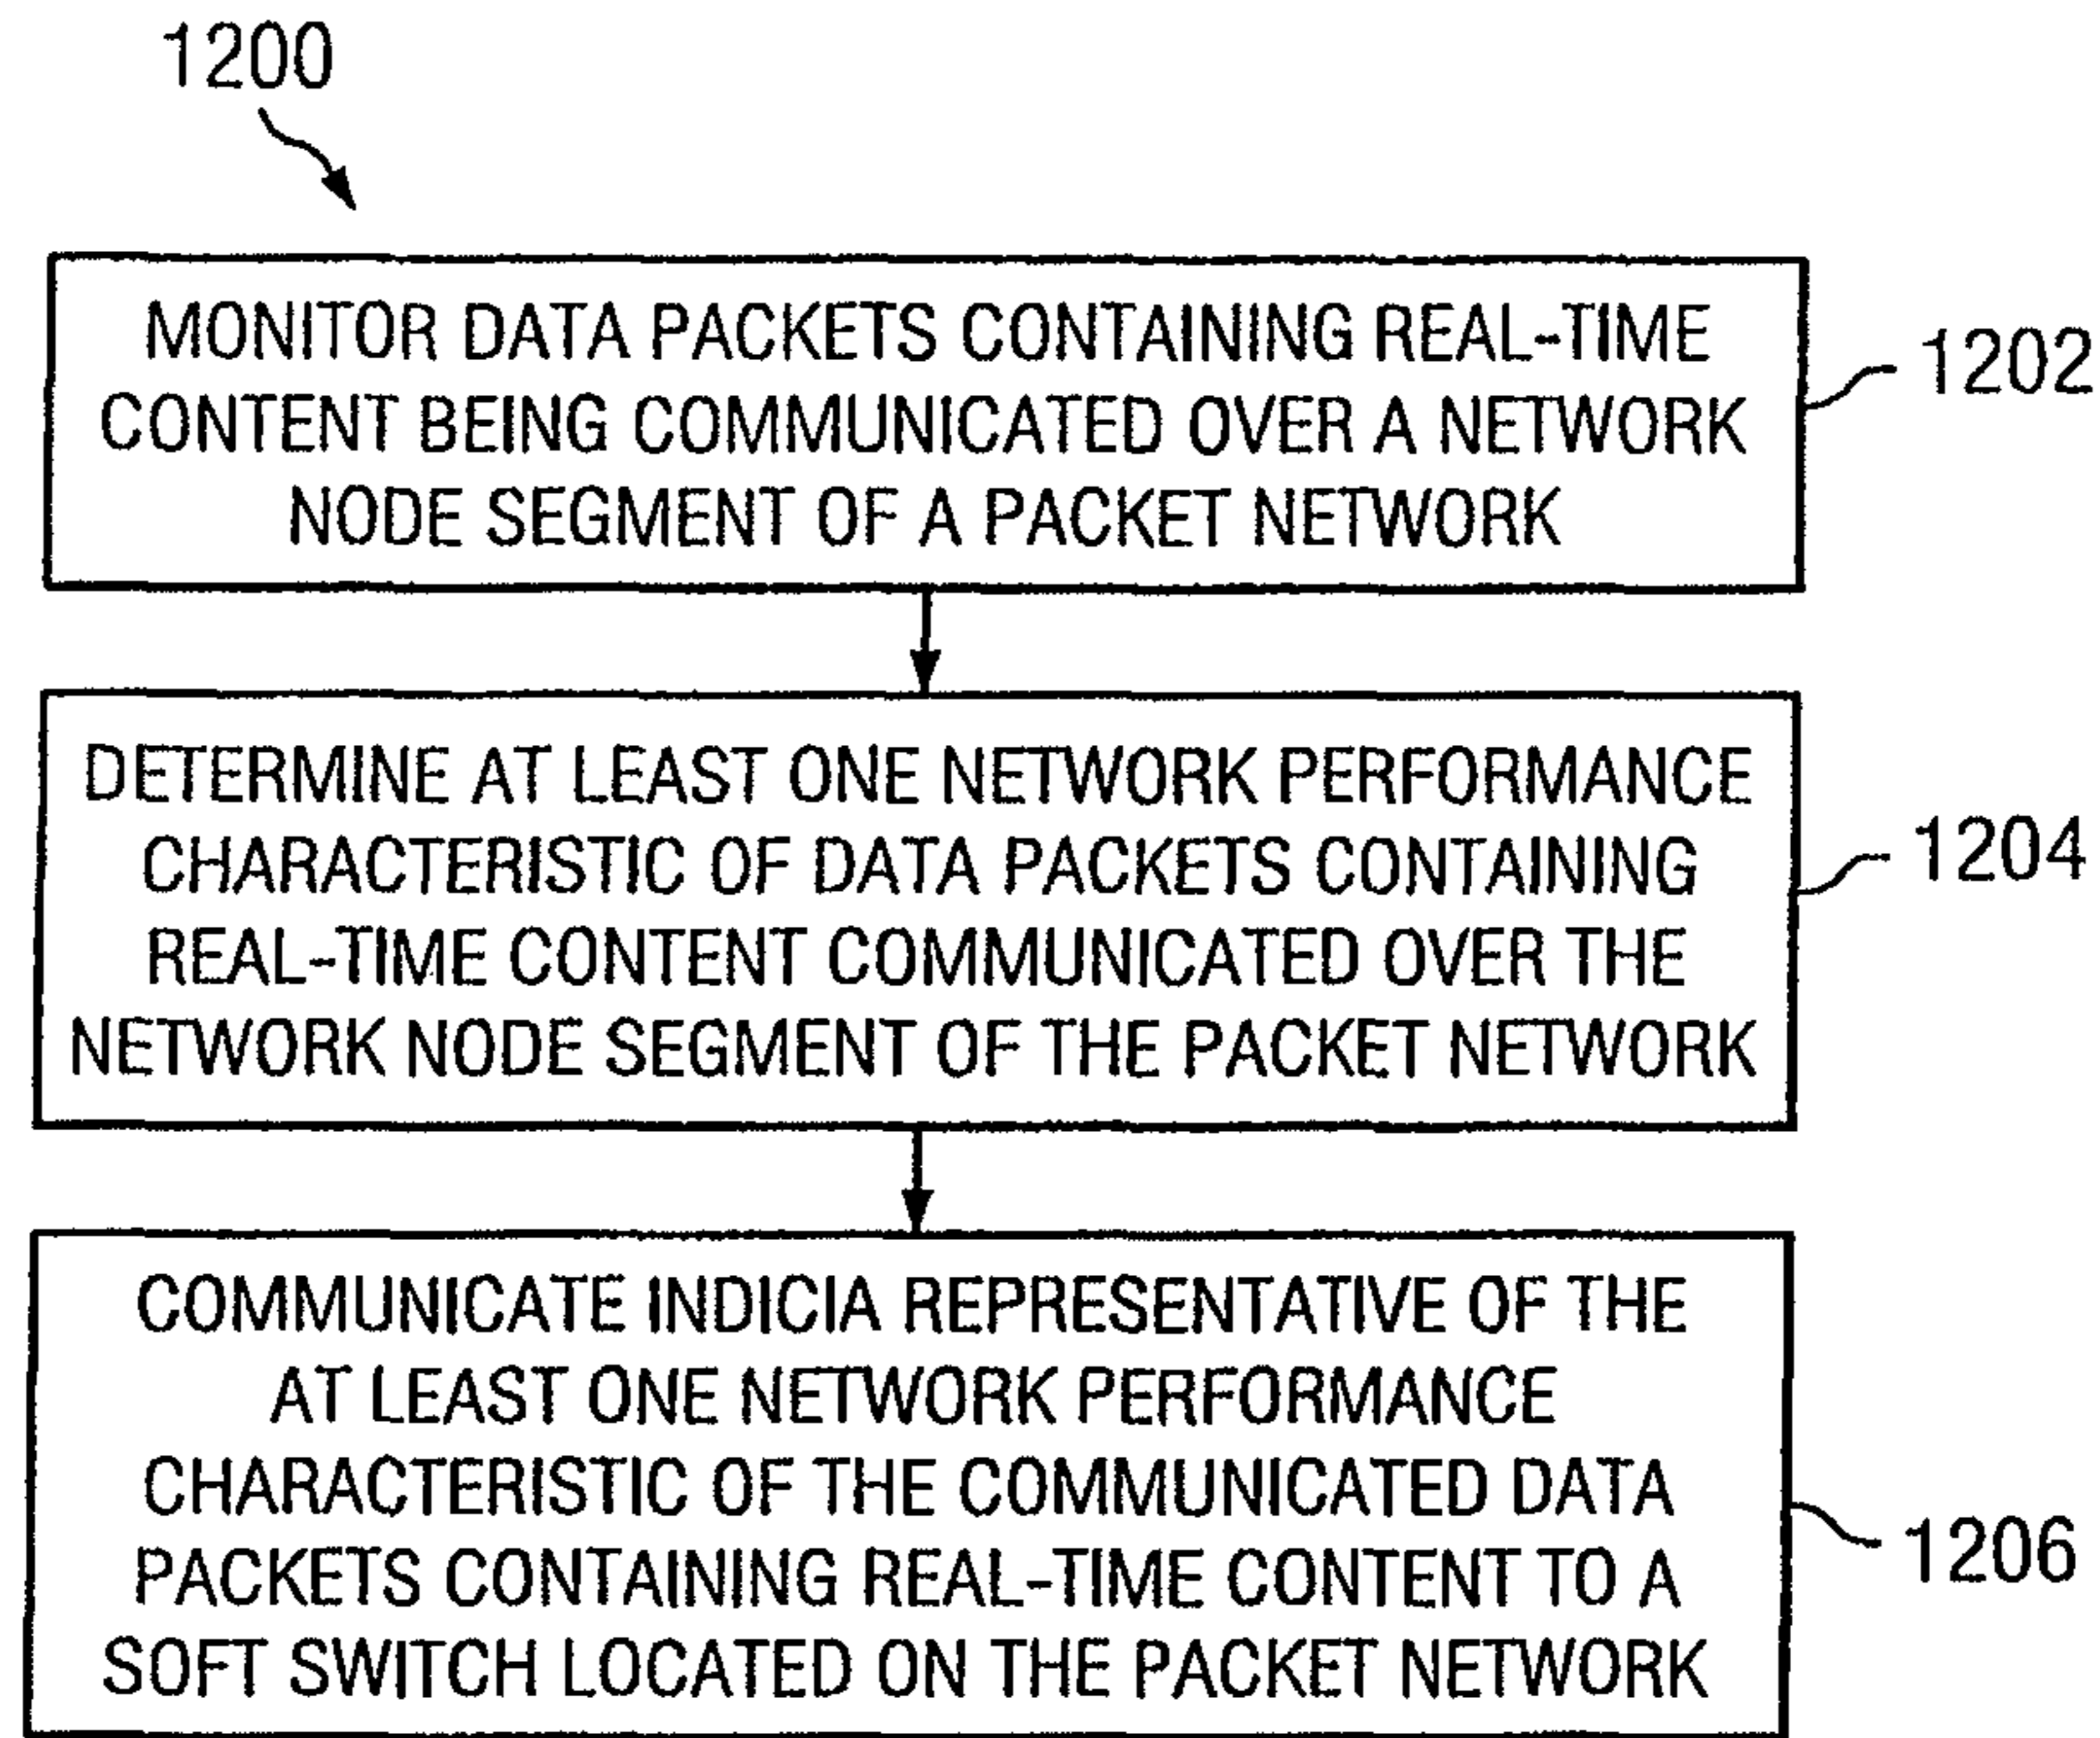 1200
MONITOR DATA PACKETS CONTAINING REAL-TIME
CONTENT BEING COMMUNICATED OVER A NETWORK
NODE SEGMENT OF A PACKET NETWORK
1202
DETERMINE AT LEAST ONE NETWORK PERFORMANCE
CHARACTERISTIC OF DATA PACKETS CONTAINING
REAL-TIME CONTENT COMMUNICATED OVER THE
NETWORK NODE SEGMENT OF THE PACKET NETWORK
1204
COMMUNICATE INDICIA REPRESENTATIVE OF THE
AT LEAST ONE NETWORK PERFORMANCE
CHARACTERISTIC OF THE COMMUNICATED DATA
PACKETS CONTAINING REAL-TIME CONTENT TO A
SOFT SWITCH LOCATED ON THE PACKET NETWORK
1206